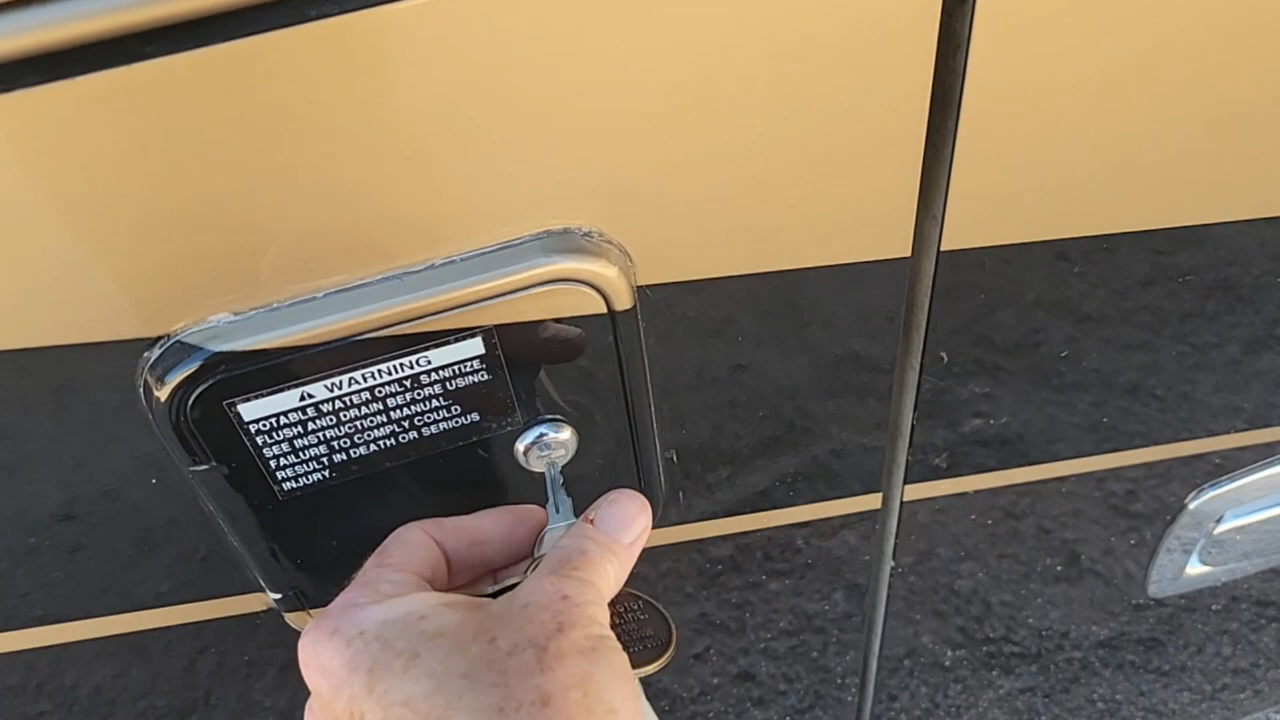 ⚠ WARNING
POTABLE WATER ONLY. SANITIZE,
FLUSH AND DRAIN BEFORE USING.
SEE INSTRUCTION MANUAL.
FAILURE TO COMPLY COULD
RESULT IN DEATH OR SERIOUS
INJURY.